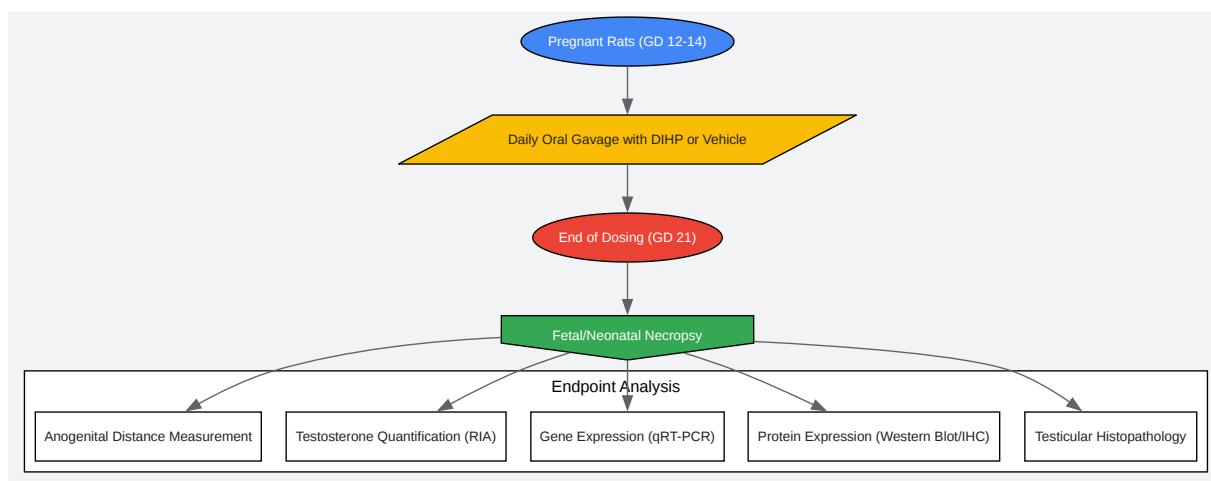 Pregnant Rats (GD 12-14)
Daily Oral Gavage with DIHP or Vehicle
End of Dosing (GD 21)
Fetal/Neonatal Necropsy
Endpoint Analysis
Anogenital Distance Measurement
Testosterone Quantification (RIA)
Gene Expression (qRT-PCR)
Protein Expression (Western Blot/IHC)
Testicular Histopathology